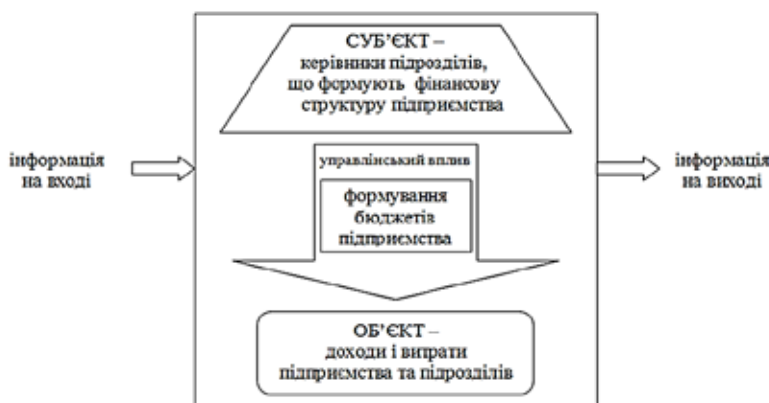 СУБ’ЄКТ –
керівники підрозділів,
що формують фінансову
структуру підприємства
інформація
на вході
управлінський вплив
формування
бюджетів
підприємства
інформація
на виході
ОБ’ЄКТ –
доходи і витрати
підприємства та підрозділів